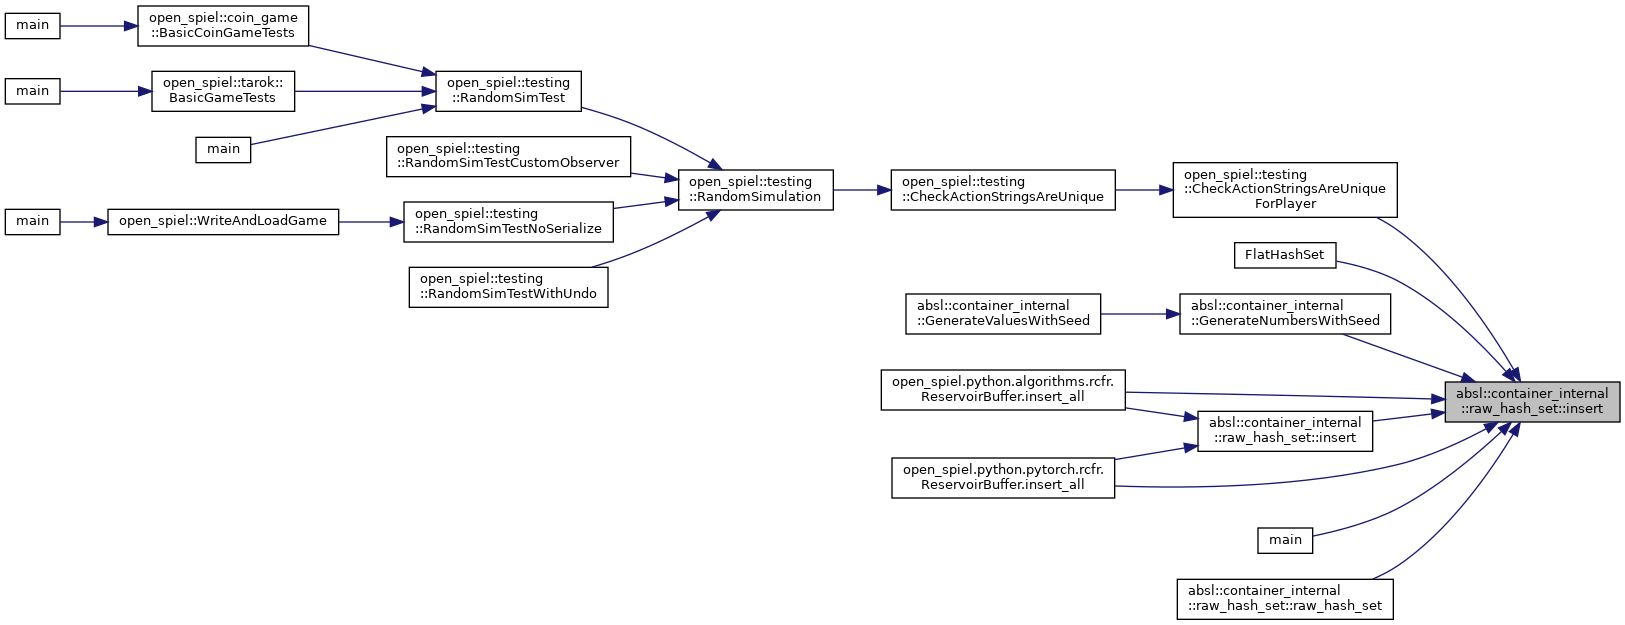 main
open_spiel::coin_game
::BasicCoinGameTests
main
open_spiel::tarok::
BasicGameTests
main
open_spiel::testing
::RandomSimTest
open_spiel::testing
::RandomSimTestCustomObserver
main
open_spiel::WriteAndLoadGame
open_spiel::testing
::RandomSimTestNoSerialize
open_spiel::testing
::RandomSimTestWithUndo
open_spiel::testing
::RandomSimulation
open_spiel::testing
::CheckActionStringsAreUnique
open_spiel::testing
::CheckActionStringsAreUnique
ForPlayer
FlatHashSet
absl::container_internal
::GenerateValuesWithSeed
absl::container_internal
::GenerateNumbersWithSeed
open_spiel.python.algorithms.rcfr.
ReservoirBuffer.insert_all
absl::container_internal
::raw_hash_set::insert
open_spiel.python.pytorch.rcfr.
ReservoirBuffer.insert_all
absl::container_internal
::raw_hash_set::insert
main
absl::container_internal
::raw_hash_set::raw_hash_set